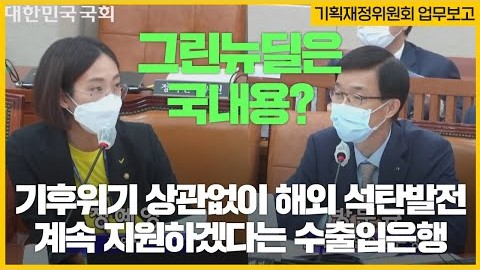 대한민국 국회
기획재정위원회 업무보고
그린뉴딜은
국내용?
기후위기 상관없이 해외 석탄발전
계속 지원하겠다는 수출입은행